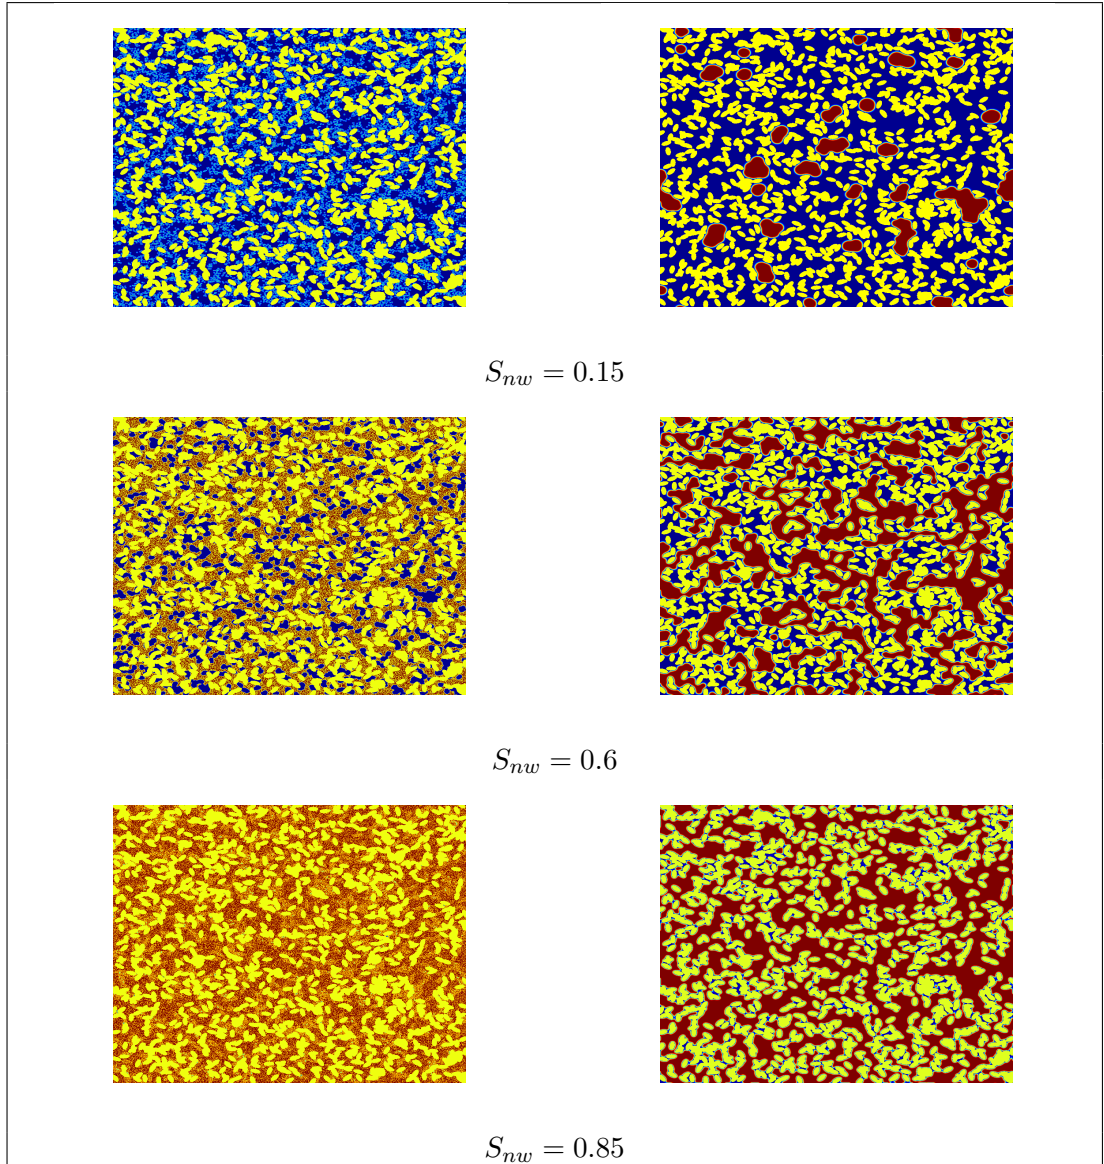 S_{nw} = 0.15
S_{nw} = 0.6
S_{nw} = 0.85